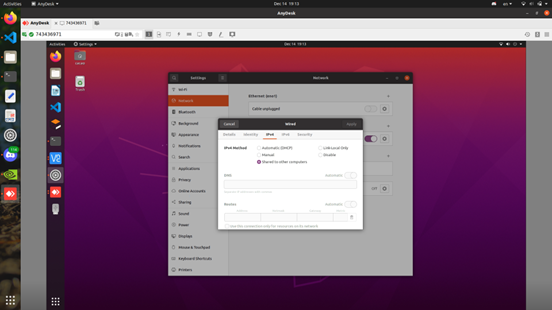 Activities
AnyDesk
Dec 14 19:13
en
AnyDesk
AnyDesk
743436971
743436971
Activities
Settings
Dec 14 19:13
Trash
Settings
Network
Wi-Fi
Network
Bluetooth
Background
Appearance
Notifications
Search
Applications
Privacy
Online Accounts
Sharing
Sound
Power
Displays
Mouse & Touchpad
Keyboard Shortcuts
Printers
Cable unplugged
Off
Cancel
Wired
Apply
Details
Identity
IPv4
IPv6
Security
IPv4 Method
Automatic (DHCP)
Link-Local Only
Manual
Disable
Shared to other computers
DNS
Automatic
Routes
Automatic
Use this connection only for resources on its network